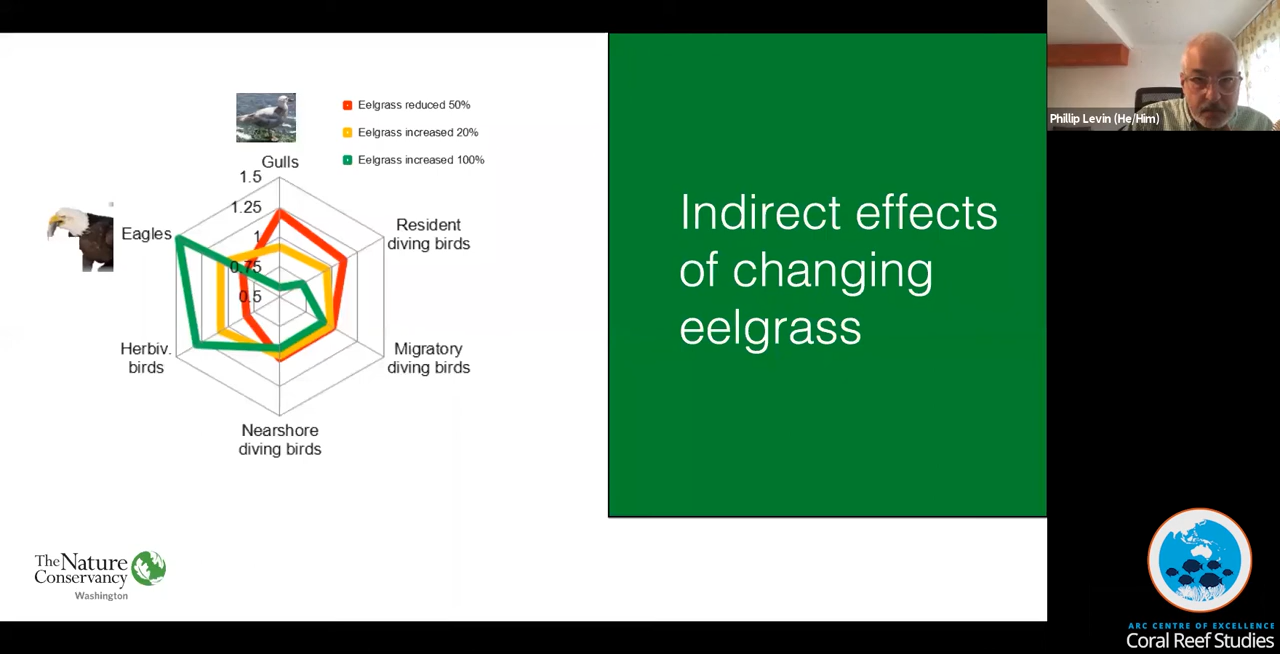 Eelgrass reduced 50%
Eelgrass increased 20%
Eelgrass increased 100%
Gulls
1.5
1.25
1
0.75
0.5
Resident
diving birds
Migratory
diving birds
Nearshore
diving birds
Herbiv.
birds
Eagles
Indirect effects
of changing
eelgrass
The Nature
Conservancy
Washington
Phillip Levin (He/Him)
ARC CENTRE OF EXCELLENCE
Coral Reef Studies